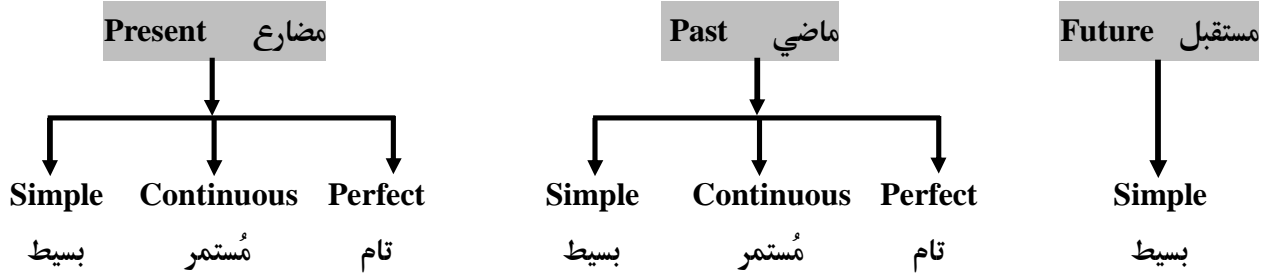 Present مضارع Past ماضي Future مستقبل
Simple Continuous Perfect Simple Continuous Perfect Simple
بسيط مُستمر تام بسيط مُستمر تام بسيط